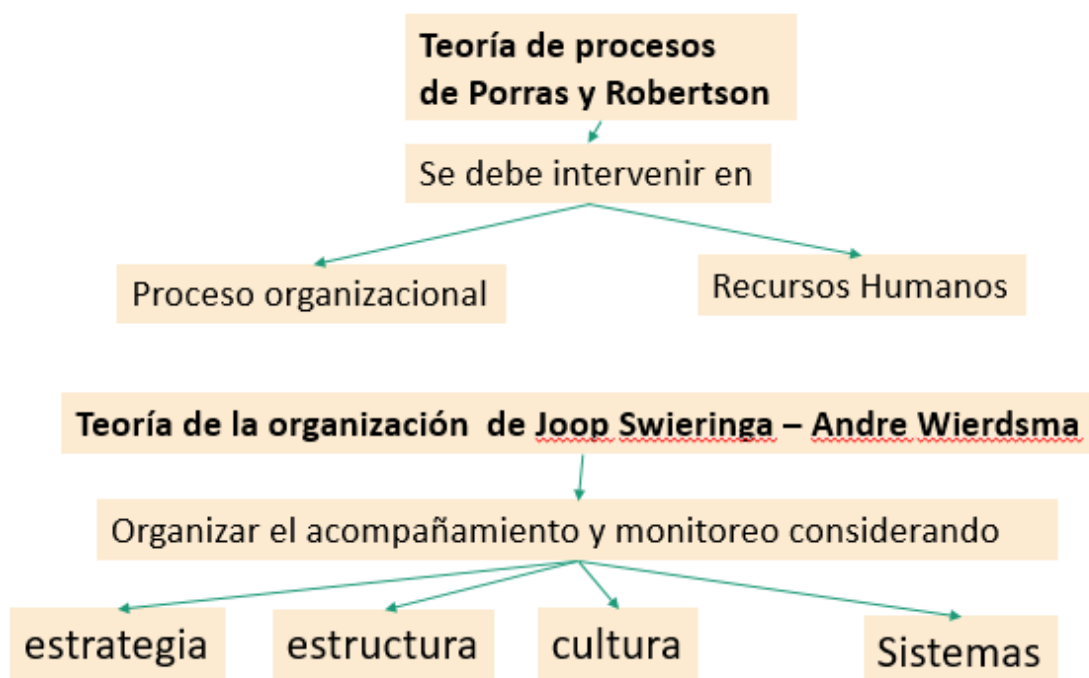 Teoría de procesos
de Porras y Robertson
Se debe intervenir en
Proceso organizacional
Recursos Humanos
Teoría de la organización de Joop Swieringa – Andre Wierdsma
Organizar el acompañamiento y monitoreo considerando
estrategia
estructura
cultura
Sistemas